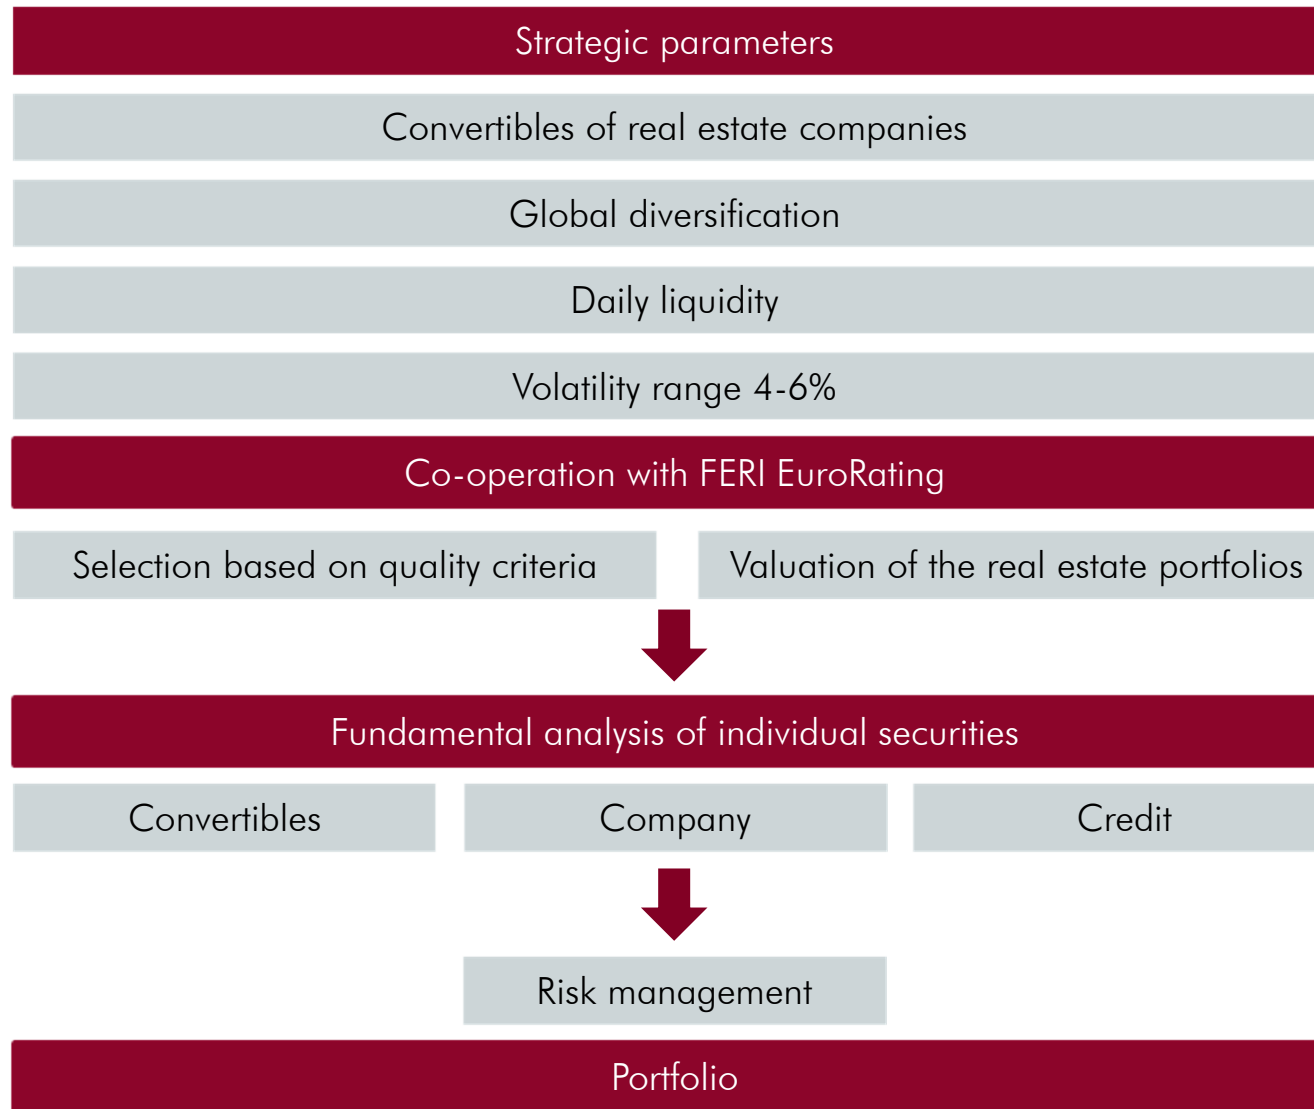 Strategic parameters
Convertibles of real estate companies
Global diversification
Daily liquidity
Volatility range 4-6%
Co-operation with FERI EuroRating
Selection based on quality criteria
Valuation of the real estate portfolios
Fundamental analysis of individual securities
Convertibles
Company
Credit
Risk management
Portfolio